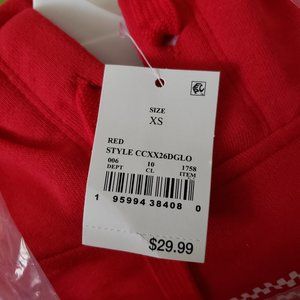 SIZE
XS
RED
STYLE CCXX26DGLO
006 10 1758
DEPT CL ITEM
1 95994 38408 0
$29.99